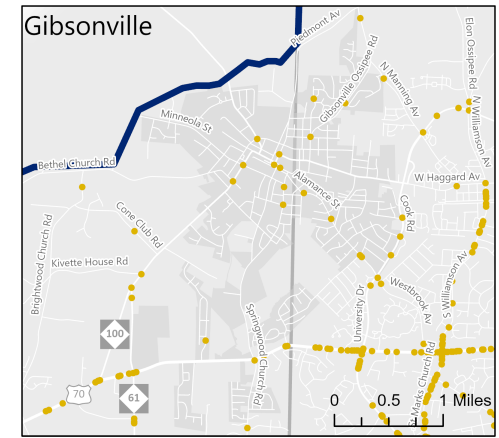 Gibsonville
Piedmont Av
Elon Ossipee Rd
Gibsonville Ossipee Rd
N Manning Av
N Williamson Av
Minneola St
Bethel Church Rd
W Haggard Av
Alamance St
Cone Club Rd
Cook Rd
Brightwood Church Rd
Kivette House Rd
S Williamson Av
Westbrook Av
University Dr
Springwood Church Rd
100
St Marks Church Rd
70
61
0 0.5 1 Miles